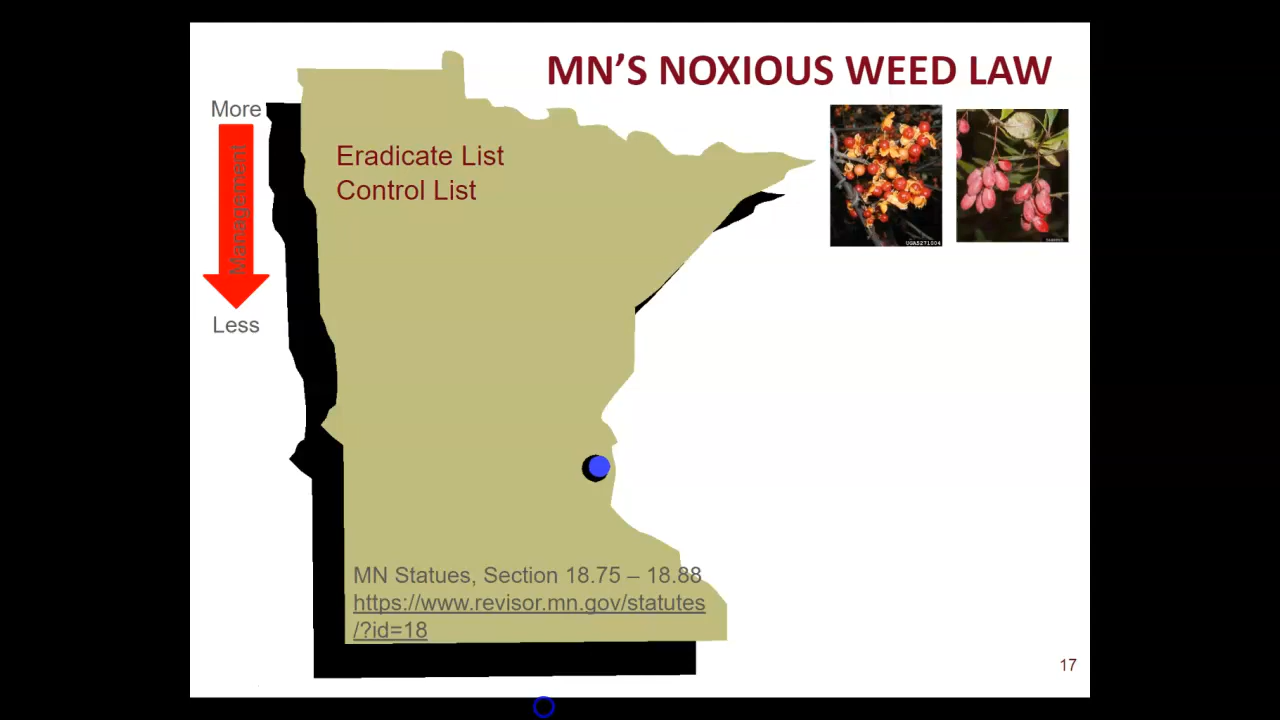 MN'S NOXIOUS WEED LAW
More
Management
Less
Eradicate List
Control List
UGA5271004
MN Statues, Section 18.75 – 18.88
https://www.revisor.mn.gov/statutes
/?id=18
17